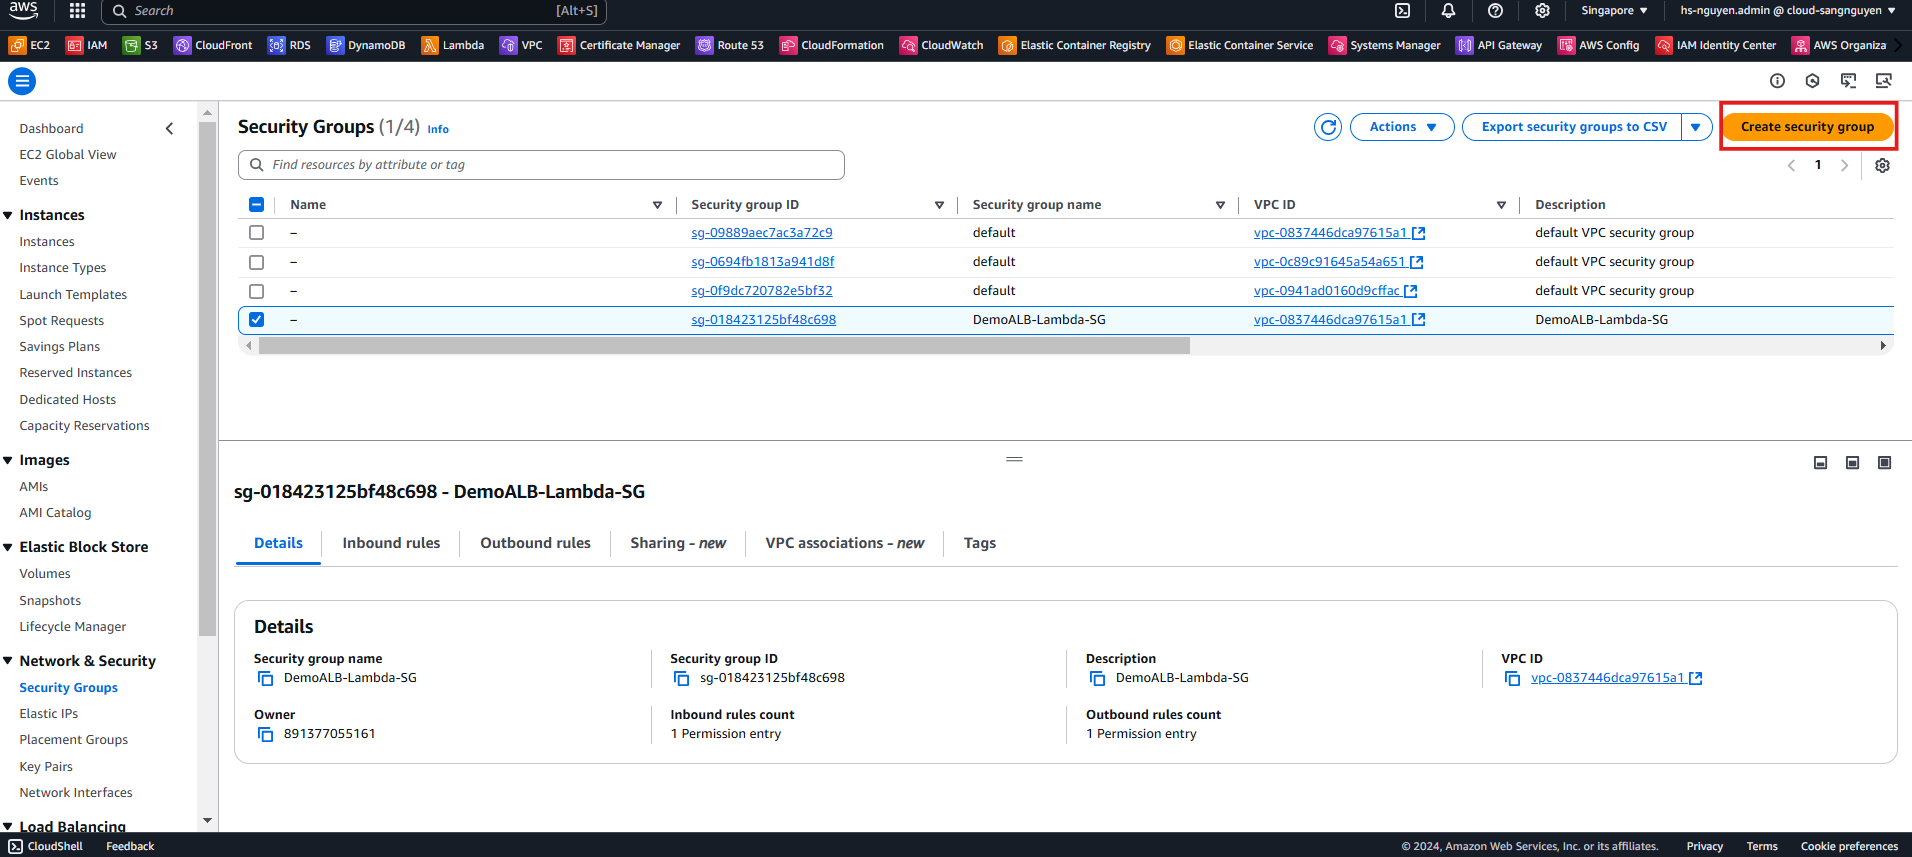 aws
Search [Alt+S]
Singapore
hs-nguyen.admin @ cloud-sangnguyen
EC2 IAM S3 CloudFront RDS DynamoDB Lambda VPC Certificate Manager Route 53 CloudFormation CloudWatch Elastic Container Registry Elastic Container Service Systems Manager API Gateway AWS Config IAM Identity Center AWS Organiza
Dashboard
EC2 Global View
Events
Instances
Instances
Instance Types
Launch Templates
Spot Requests
Savings Plans
Reserved Instances
Dedicated Hosts
Capacity Reservations
Images
AMIs
AMI Catalog
Elastic Block Store
Volumes
Snapshots
Lifecycle Manager
Network & Security
Security Groups
Elastic IPs
Placement Groups
Key Pairs
Network Interfaces
Load Balancing
Security Groups (1/4) Info
Actions
Export security groups to CSV
Create security group
Find resources by attribute or tag
1
Name Security group ID Security group name VPC ID Description
– sg-09889aec7ac3a72c9 default vpc-0837446dca97615a1 default VPC security group
– sg-0694fb1813a941d8f default vpc-0c89c91645a54a651 default VPC security group
– sg-0f9dc720782e5bf32 default vpc-0941ad0160d9cffac default VPC security group
– sg-018423125bf48c698 DemoALB-Lambda-SG vpc-0837446dca97615a1 DemoALB-Lambda-SG
sg-018423125bf48c698 - DemoALB-Lambda-SG
Details Inbound rules Outbound rules Sharing - new VPC associations - new Tags
Details
Security group name
DemoALB-Lambda-SG
Security group ID
sg-018423125bf48c698
Description
DemoALB-Lambda-SG
VPC ID
vpc-0837446dca97615a1
Owner
891377055161
Inbound rules count
1 Permission entry
Outbound rules count
1 Permission entry
CloudShell Feedback
© 2024, Amazon Web Services, Inc. or its affiliates. Privacy Terms Cookie preferences